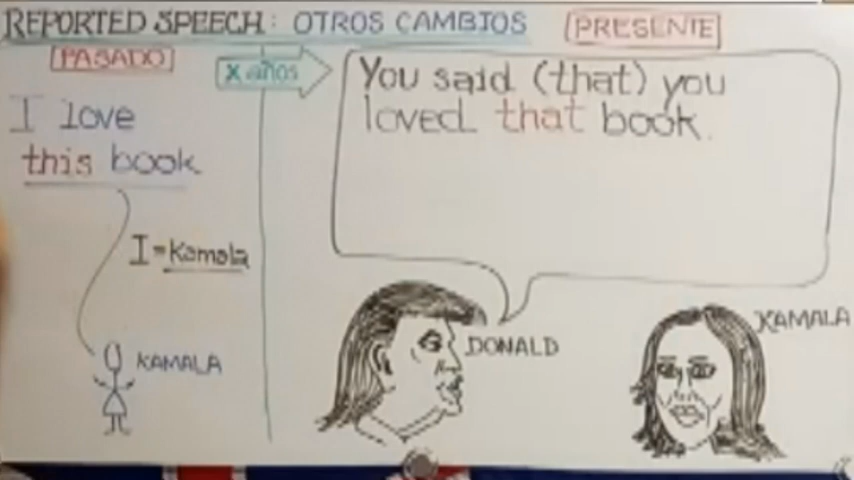 REPORTED SPEECH: OTROS CAMBIOS
PRESENTE
PASADO
X años
You said (that) you
loved that book.
I love
this book
I = Kamala
KAMALA
DONALD
KAMALA